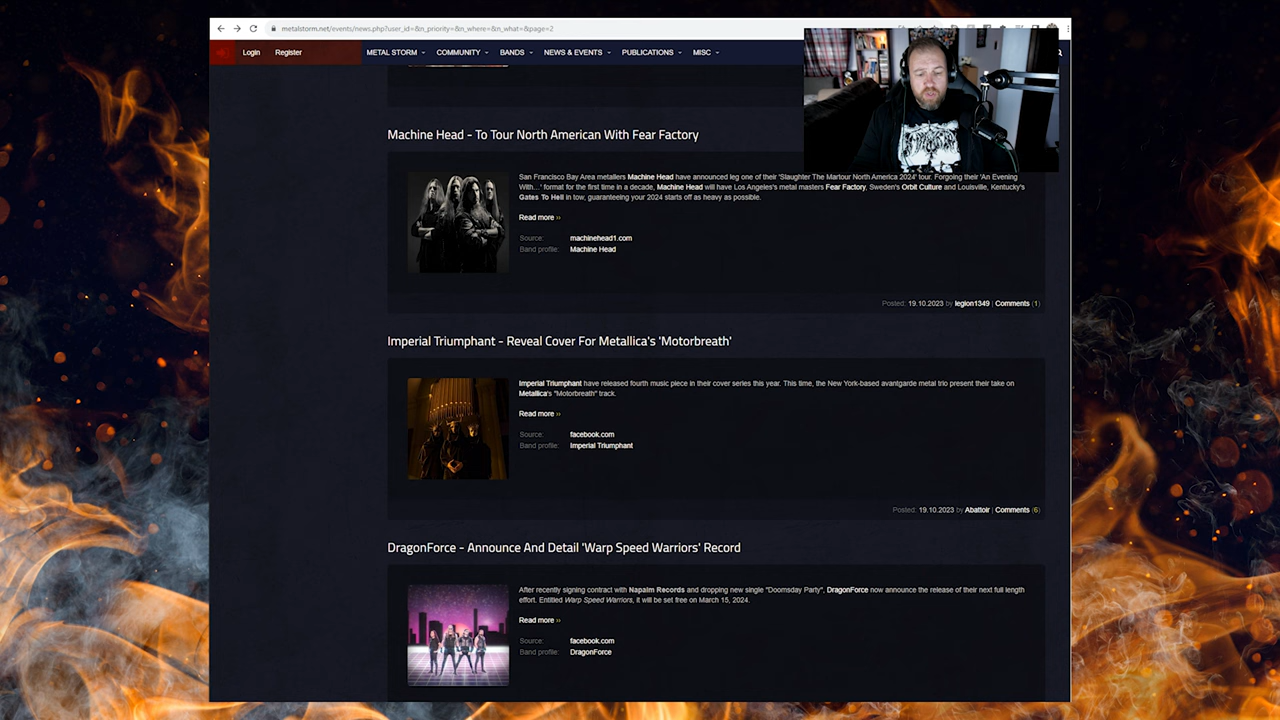 metalstorm.net/events/news.php?user_id=&n_priority=&n_where=&n_what=&page=2
Login Register METAL STORM COMMUNITY BANDS NEWS & EVENTS PUBLICATIONS MISC
Machine Head - To Tour North American With Fear Factory
San Francisco Bay Area metallers Machine Head have announced leg one of their 'Slaughter The Martour North America 2024' tour. Forgoing their 'An Evening
With...' format for the first time in a decade, Machine Head will have Los Angeles's metal masters Fear Factory, Sweden's Orbit Culture and Louisville, Kentucky's
Gates To Hell in tow, guaranteeing your 2024 starts off as heavy as possible.
Read more ››
Source: machinehead1.com
Band profile: Machine Head
Posted: 19.10.2023 by legion1349 | Comments (1)
Imperial Triumphant - Reveal Cover For Metallica's 'Motorbreath'
Imperial Triumphant have released fourth music piece in their cover series this year. This time, the New York-based avantgarde metal trio present their take on
Metallica's "Motorbreath" track.
Read more ››
Source: facebook.com
Band profile: Imperial Triumphant
Posted: 19.10.2023 by Abattoir | Comments (6)
DragonForce - Announce And Detail 'Warp Speed Warriors' Record
After recently signing contract with Napalm Records and dropping new single "Doomsday Party", DragonForce now announce the release of their next full length
effort. Entitled Warp Speed Warriors, it will be set free on March 15, 2024.
Read more ››
Source: facebook.com
Band profile: DragonForce